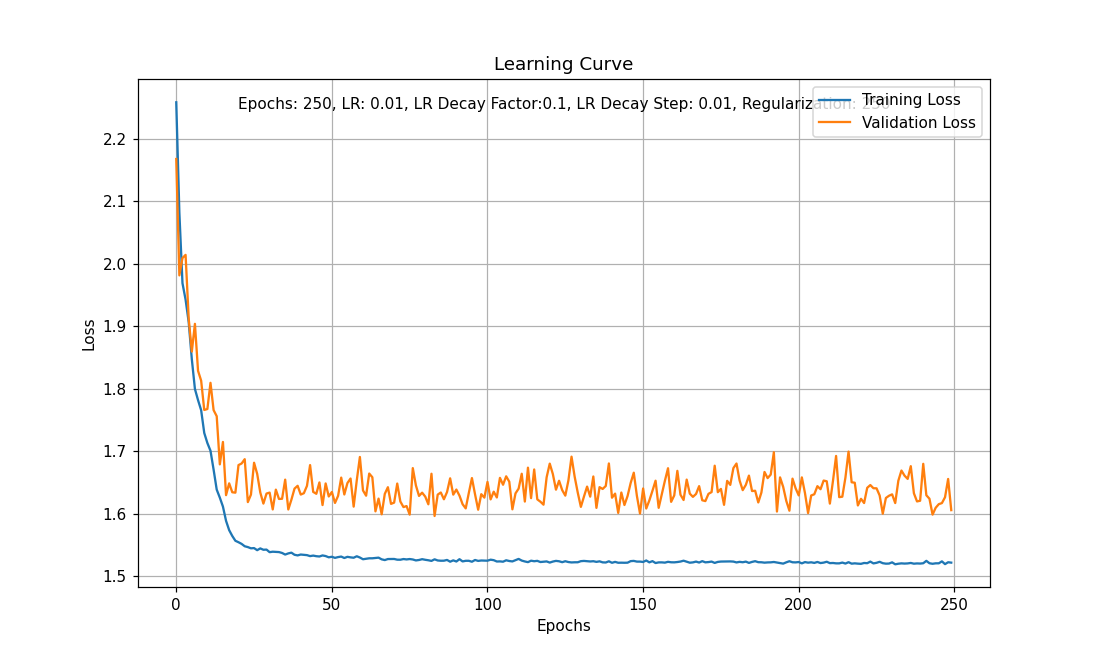 Learning Curve
Epochs: 250, LR: 0.01, LR Decay Factor:0.1, LR Decay Step: 0.01, Regularization: 250
Training Loss
Validation Loss
2.2
2.1
2.0
1.9
1.8
1.7
1.6
1.5
Loss
0 50 100 150 200 250
Epochs